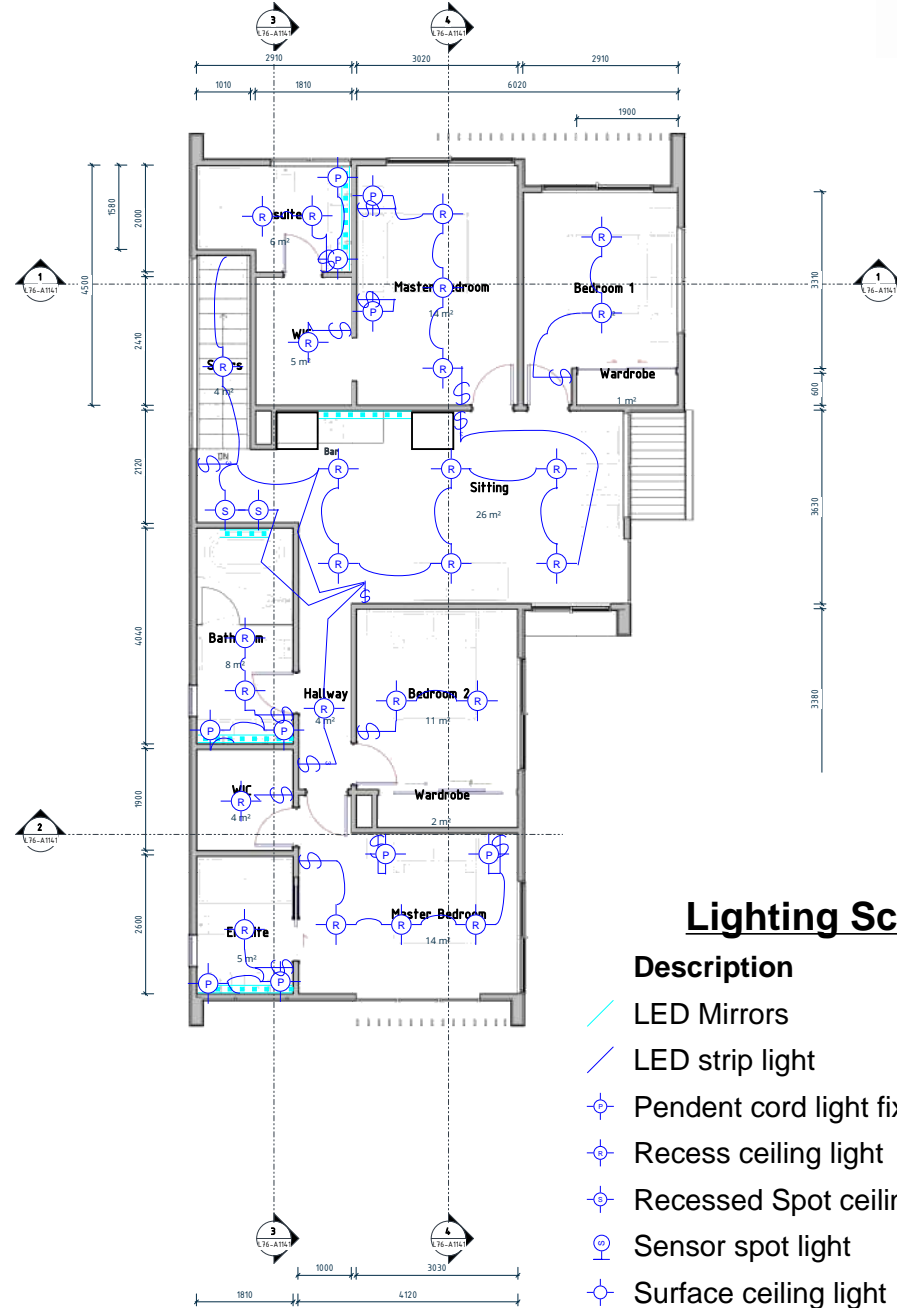 3
L76-A1141
4
L76-A1141
2910
3020
2910
1010
1810
6020
1900
1580
2000
4500
2410
2120
4040
1900
2600
3310
600
3630
3380
1
L76-A1141
1
L76-A1141
2
L76-A1141
P
P
R
R
suite
6 m²
P
R
Master Bedroom
R
14 m²
P
R
R
Bedroom 1
R
Wardrobe
1 m²
R
5 m²
R
4 m²
DN
3
S
S
Bar
R
R
R
Sitting
26 m²
R
R
R
R
8 m²
R
P
P
Hallway
R
4 m²
3
R
Bedroom 2
R
11 m²
Wardrobe
2 m²
WIC
R
4 m²
P
P
Master Bedroom
R
R
R
14 m²
R
5 m²
P
P
Lighting Sc
Description
LED Mirrors
LED strip light
P Pendent cord light fix
R Recess ceiling light
S Recessed Spot ceilin
S Sensor spot light
Surface ceiling light
3
L76-A1141
4
L76-A1141
1000
3030
1810
4120